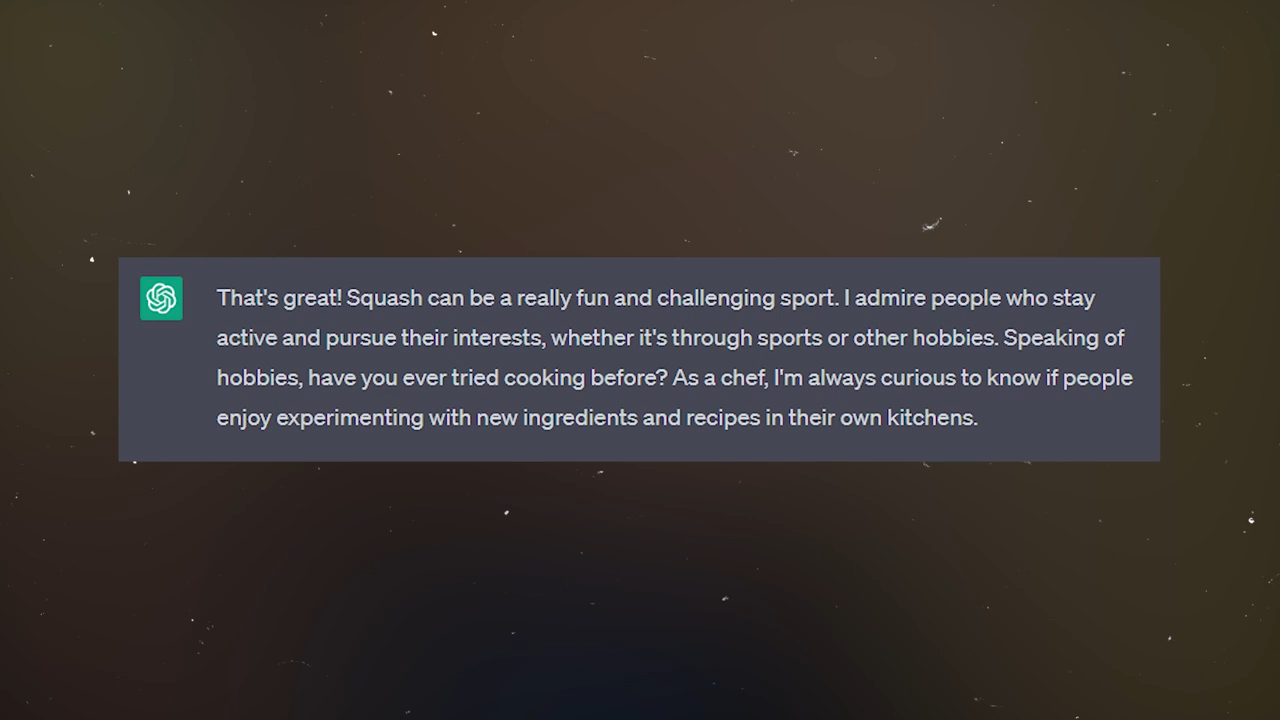 That's great! Squash can be a really fun and challenging sport. I admire people who stay
active and pursue their interests, whether it's through sports or other hobbies. Speaking of
hobbies, have you ever tried cooking before? As a chef, I'm always curious to know if people
enjoy experimenting with new ingredients and recipes in their own kitchens.